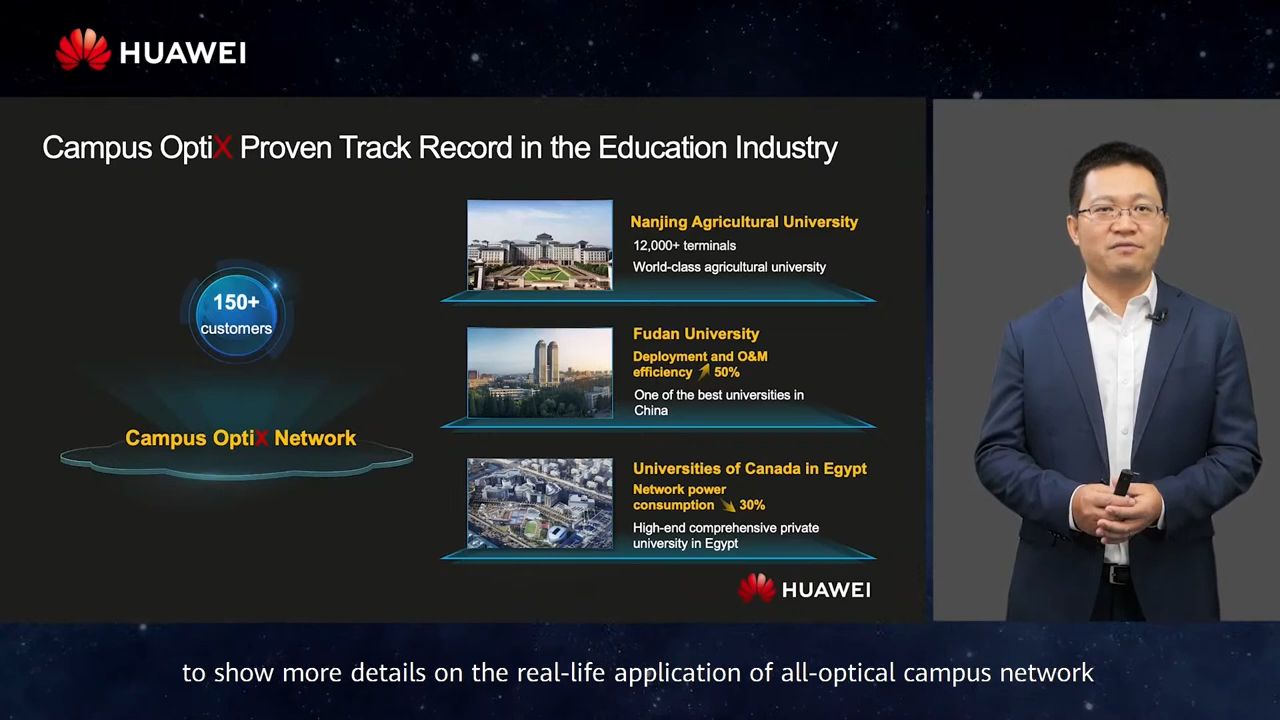 HUAWEI
Campus OptiX Proven Track Record in the Education Industry
150+
customers
Campus OptiX Network
Nanjing Agricultural University
12,000+ terminals
World-class agricultural university
Fudan University
Deployment and O&M
efficiency 50%
One of the best universities in
China
Universities of Canada in Egypt
Network power
consumption 30%
High-end comprehensive private
university in Egypt
HUAWEI
to show more details on the real-life application of all-optical campus network